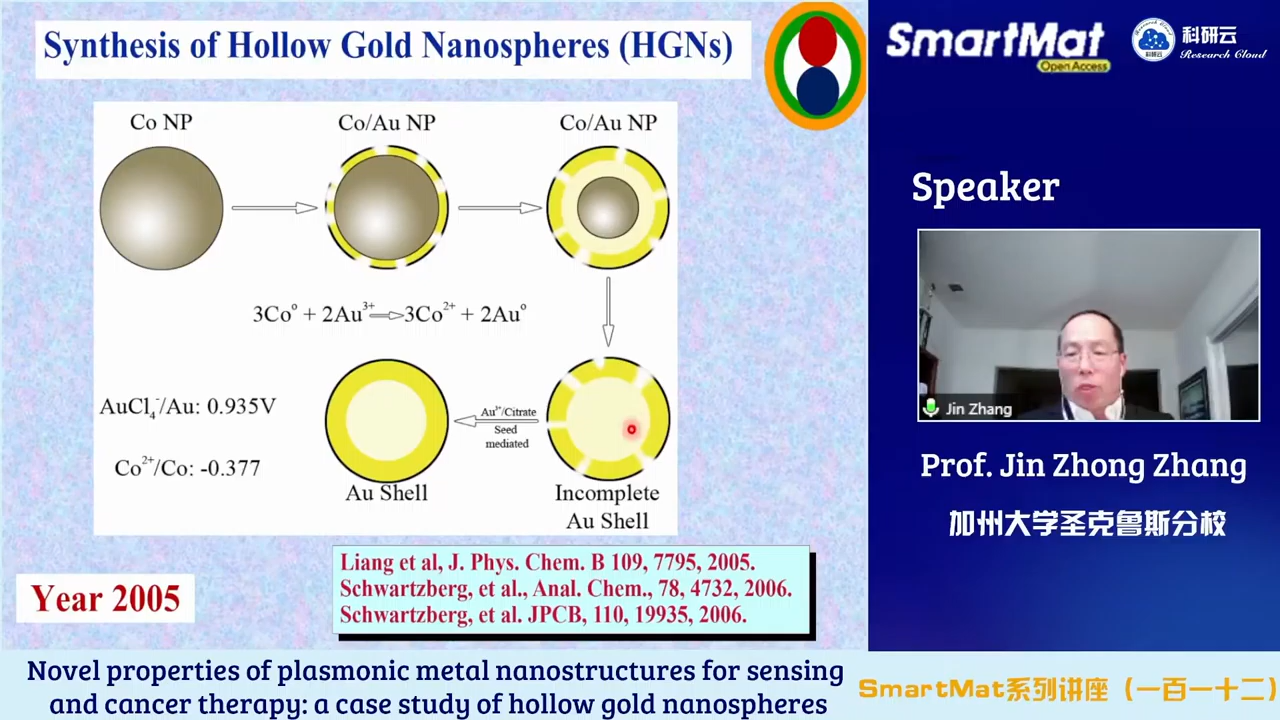 Synthesis of Hollow Gold Nanospheres (HGNs)
Co NP
Co/Au NP
Co/Au NP
3Coº + 2Au³⁺⇒3Co²⁺ + 2Auº
AuCl₄⁻/Au: 0.935V
Co²⁺/Co: -0.377
Au³⁺/Citrate
Seed
mediated
Au Shell
Incomplete
Au Shell
Liang et al, J. Phys. Chem. B 109, 7795, 2005.
Schwartzberg, et al., Anal. Chem., 78, 4732, 2006.
Schwartzberg, et al. JPCB, 110, 19935, 2006.
Year 2005
SmartMat
Open Access
科研云
Research Cloud
Speaker
Jin Zhang
Prof. Jin Zhong Zhang
加州大学圣克鲁斯分校
Novel properties of plasmonic metal nanostructures for sensing
and cancer therapy: a case study of hollow gold nanospheres
SmartMat系列讲座（一百一十二）